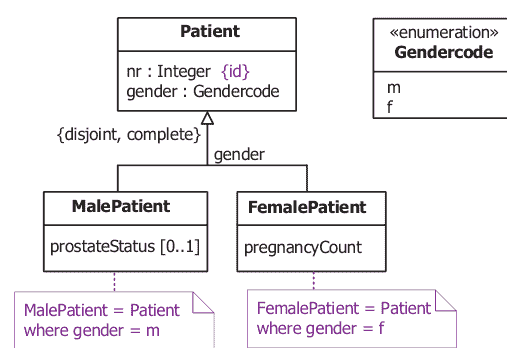 Patient
nr : Integer {id}
gender : Gendercode
«enumeration»
Gendercode
m
f
{disjoint, complete}
gender
MalePatient
prostateStatus [0..1]
FemalePatient
pregnancyCount
MalePatient = Patient
where gender = m
FemalePatient = Patient
where gender = f